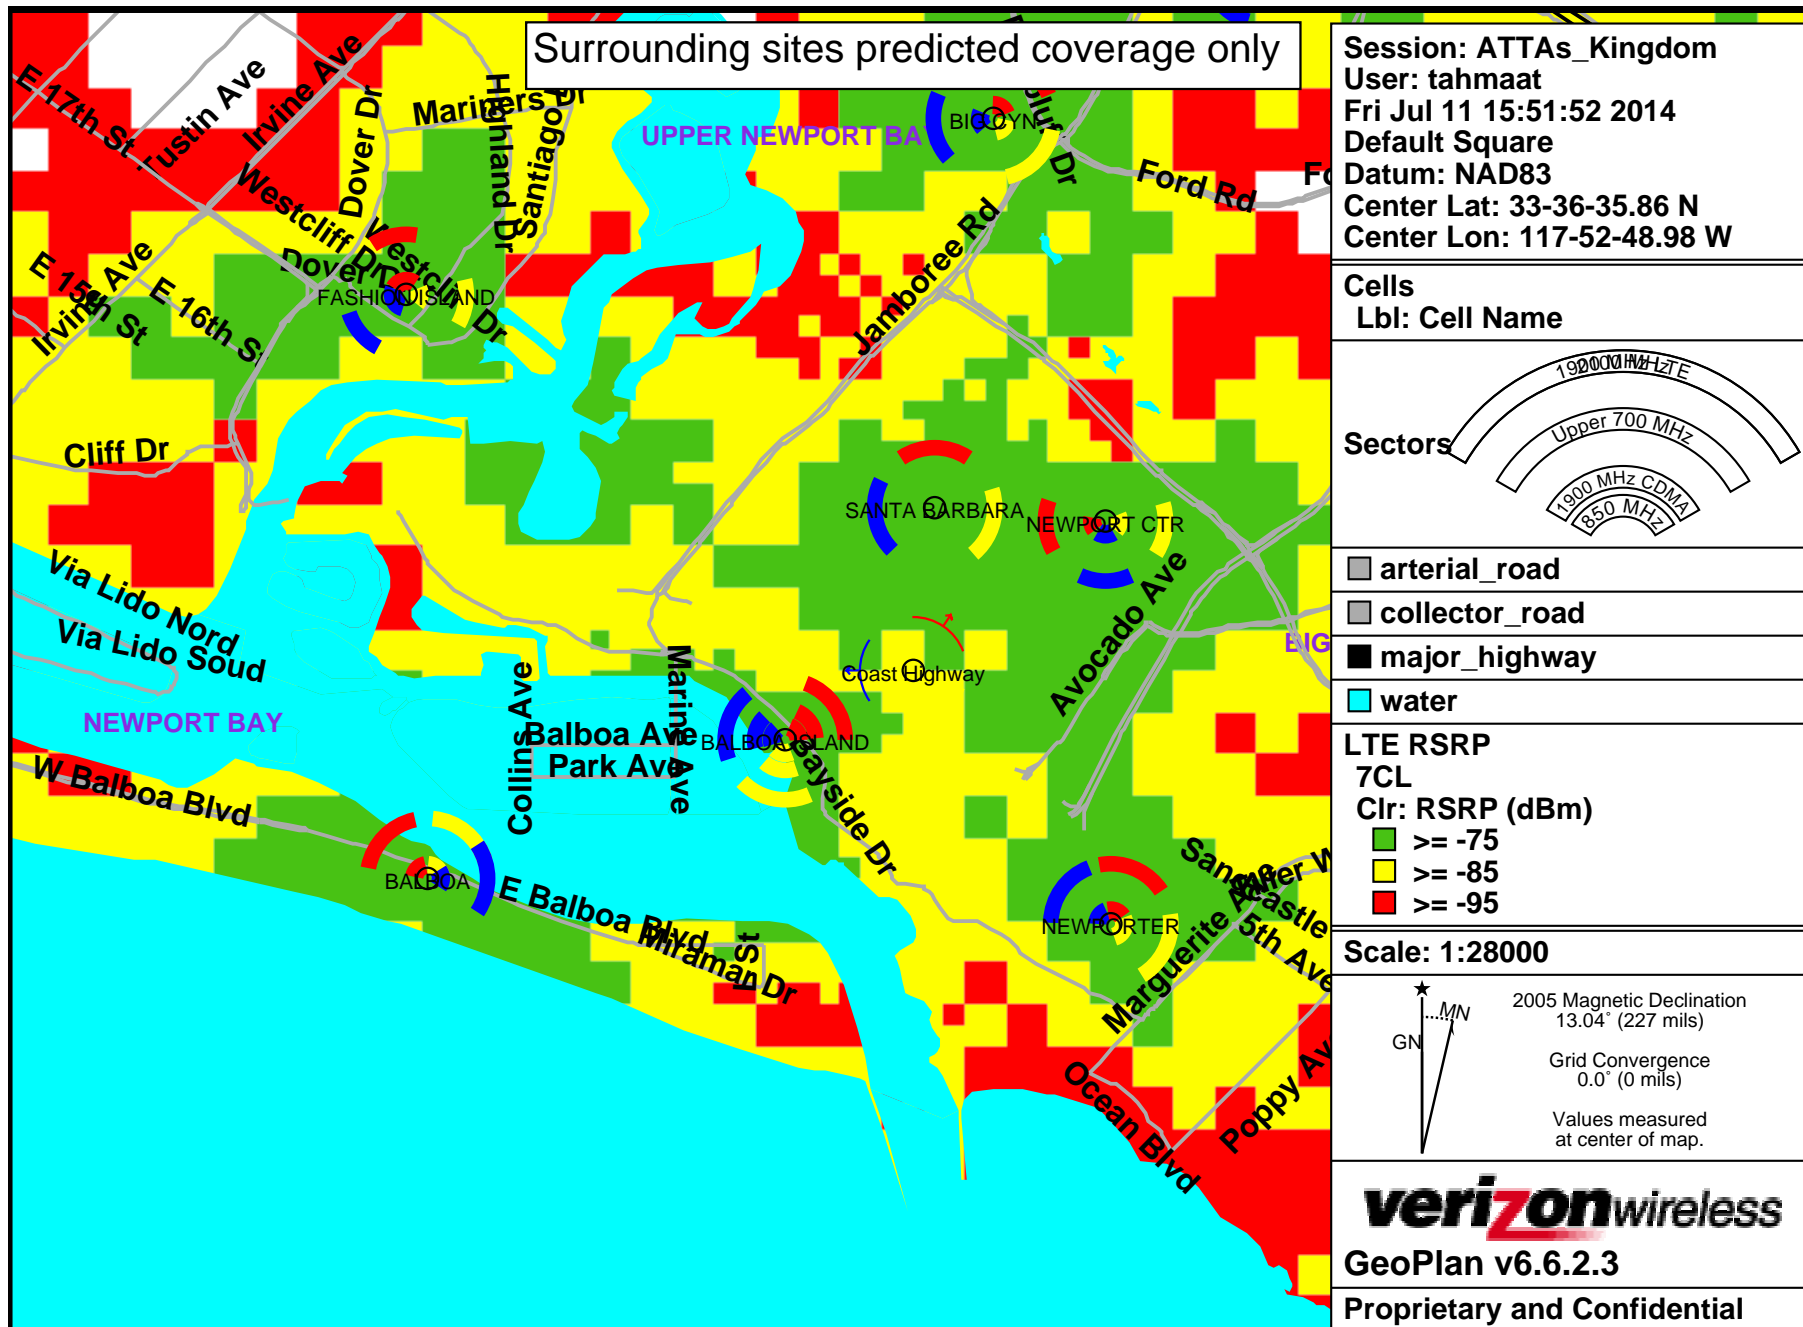 Surrounding sites predicted coverage only
E 17th St
Tustin Ave
Irvine Ave
Dover Dr
Mariners Dr
Highland Dr
Santiago
UPPER NEWPORT BA
BIG CYN
Dr
Ford Rd
Westcliff Dr
Westcliff Dr
Dover D
FASHION ISLAND
E 15th St
Irvine Ave
E 16th St
Jamboree Rd
Cliff Dr
SANTA BARBARA
NEWPORT CTR
Via Lido Nord
Via Lido Soud
NEWPORT BAY
Avocado Ave
BIG
Coast Highway
Collins Ave
Marine Ave
Balboa Ave
Park Ave
BALBOA ISLAND
Bayside Dr
W Balboa Blvd
BALBOA
E Balboa Blvd
Miramar Dr
NEWPORTER
Marguerite Ave
5th Ave
Poppy Av
Ocean Blvd
Session: ATTAs_Kingdom
User: tahmaat
Fri Jul 11 15:51:52 2014
Default Square
Datum: NAD83
Center Lat: 33-36-35.86 N
Center Lon: 117-52-48.98 W
Cells
Lbl: Cell Name
Sectors
Upper 700 MHz
1900 MHz CDMA
850 MHz
arterial_road
collector_road
major_highway
water
LTE RSRP
7CL
Clr: RSRP (dBm)
>= -75
>= -85
>= -95
Scale: 1:28000
GN
MN
2005 Magnetic Declination
13.04° (227 mils)
Grid Convergence
0.0° (0 mils)
Values measured
at center of map.
verizonwireless
GeoPlan v6.6.2.3
Proprietary and Confidential